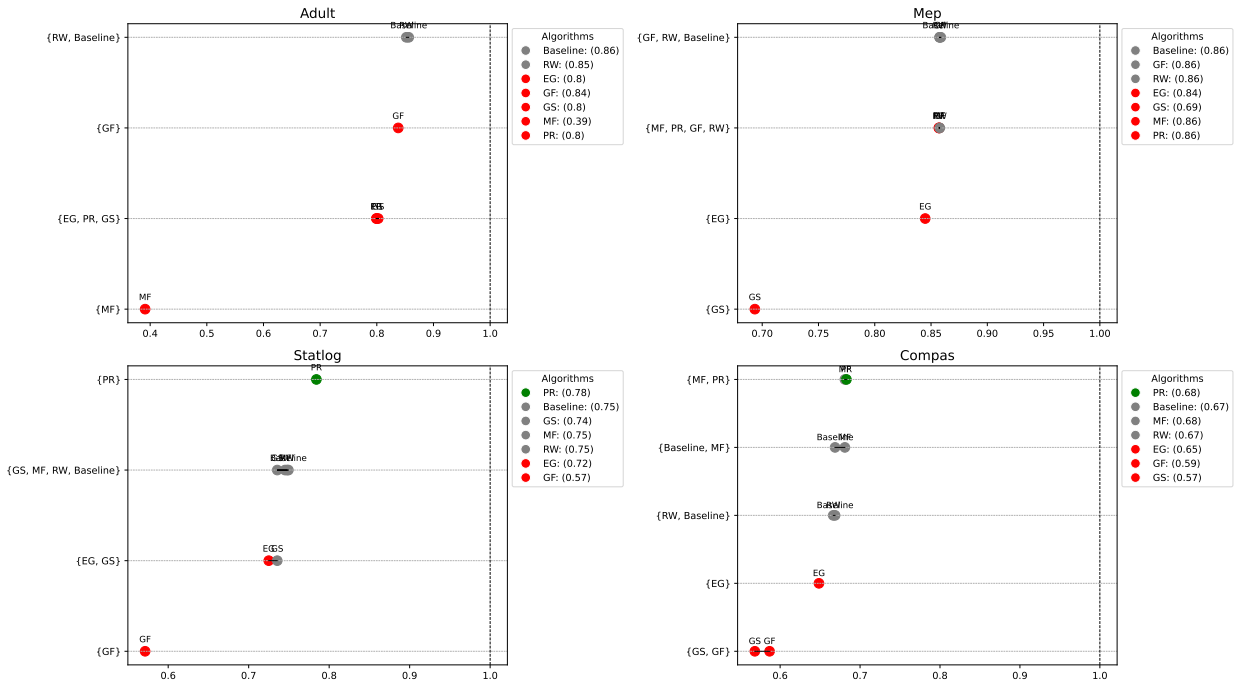 Adult
{RW, Baseline}
{GF}
GF
{EG, PR, GS}
{MF}
MF
0.4 0.5 0.6 0.7 0.8 0.9 1.0
Algorithms
Baseline: (0.86)
RW: (0.85)
EG: (0.8)
GF: (0.84)
GS: (0.8)
MF: (0.39)
PR: (0.8)
Mep
{GF, RW, Baseline}
{MF, PR, GF, RW}
{EG}
EG
{GS}
GS
0.70 0.75 0.80 0.85 0.90 0.95 1.00
Algorithms
Baseline: (0.86)
GF: (0.86)
RW: (0.86)
EG: (0.84)
GS: (0.69)
MF: (0.86)
PR: (0.86)
Statlog
{PR}
PR
{GS, MF, RW, Baseline}
{EG, GS}
EG GS
{GF}
GF
0.6 0.7 0.8 0.9 1.0
Algorithms
PR: (0.78)
Baseline: (0.75)
GS: (0.74)
MF: (0.75)
RW: (0.75)
EG: (0.72)
GF: (0.57)
Compas
{MF, PR}
MF PR
{Baseline, MF}
Baseline MF
{RW, Baseline}
Baseline RW
{EG}
EG
{GS, GF}
GS GF
0.6 0.7 0.8 0.9 1.0
Algorithms
PR: (0.68)
Baseline: (0.67)
MF: (0.68)
RW: (0.67)
EG: (0.65)
GF: (0.59)
GS: (0.57)